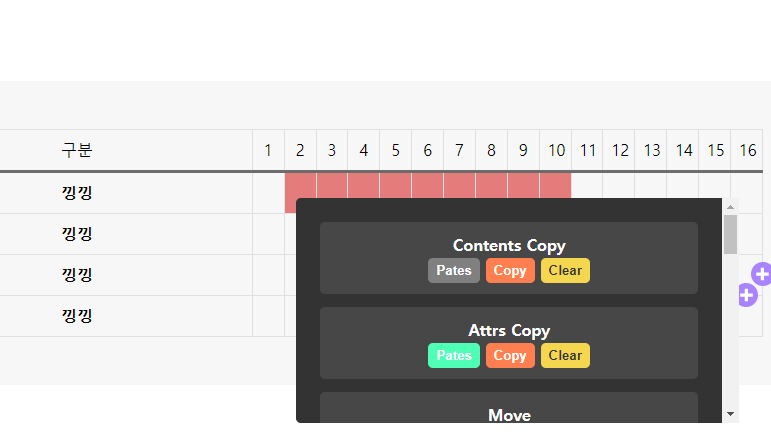 구분 1 2 3 4 5 6 7 8 9 10 11 12 13 14 15 16
낑낑
낑낑
낑낑
낑낑
Contents Copy
Pates Copy Clear
Attrs Copy
Pates Copy Clear
Move